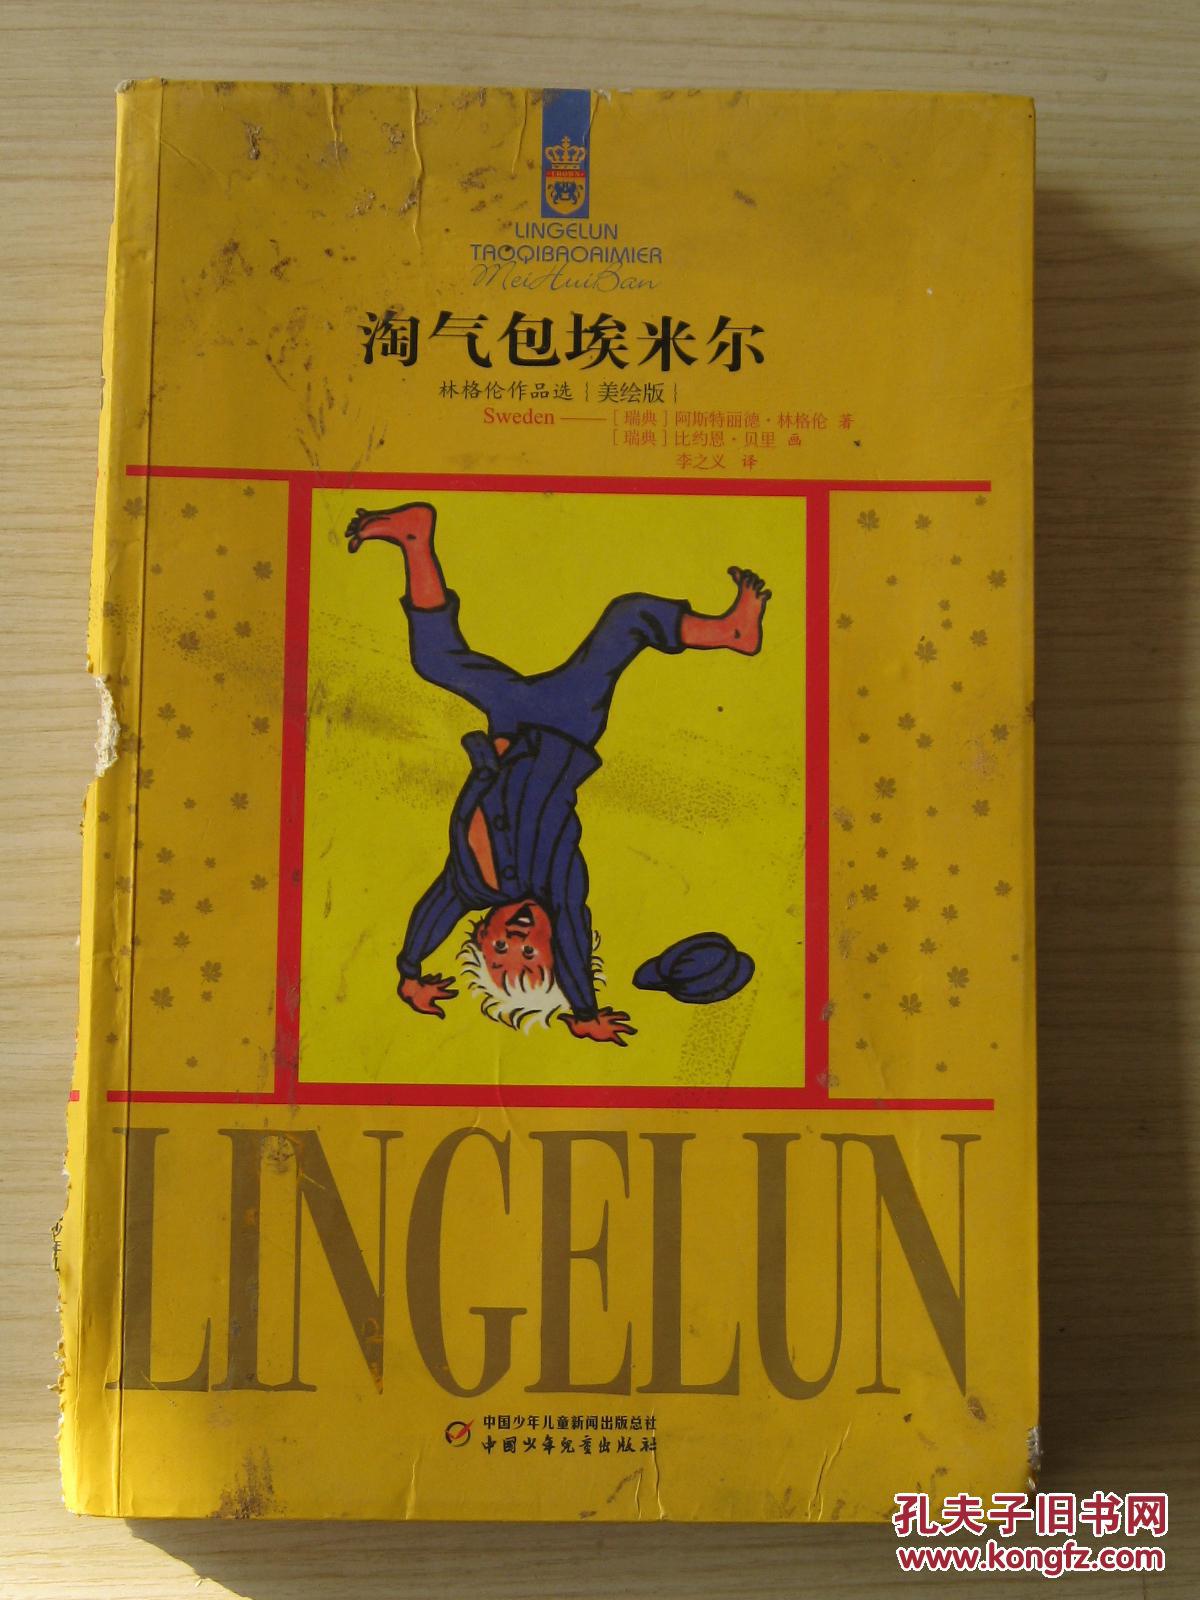 CROWN
LINGELUN
TAOQIBAOAIMIER
MeiHuiBan
淘气包埃米尔
林格伦作品选{美绘版}
Sweden——[瑞典]阿斯特丽德·林格伦 著
[瑞典]比约恩·贝里 画
李之义 译
LINGELUN
中国少年儿童新闻出版总社
中国少年儿童出版社
孔夫子旧书网
www.kongfz.com